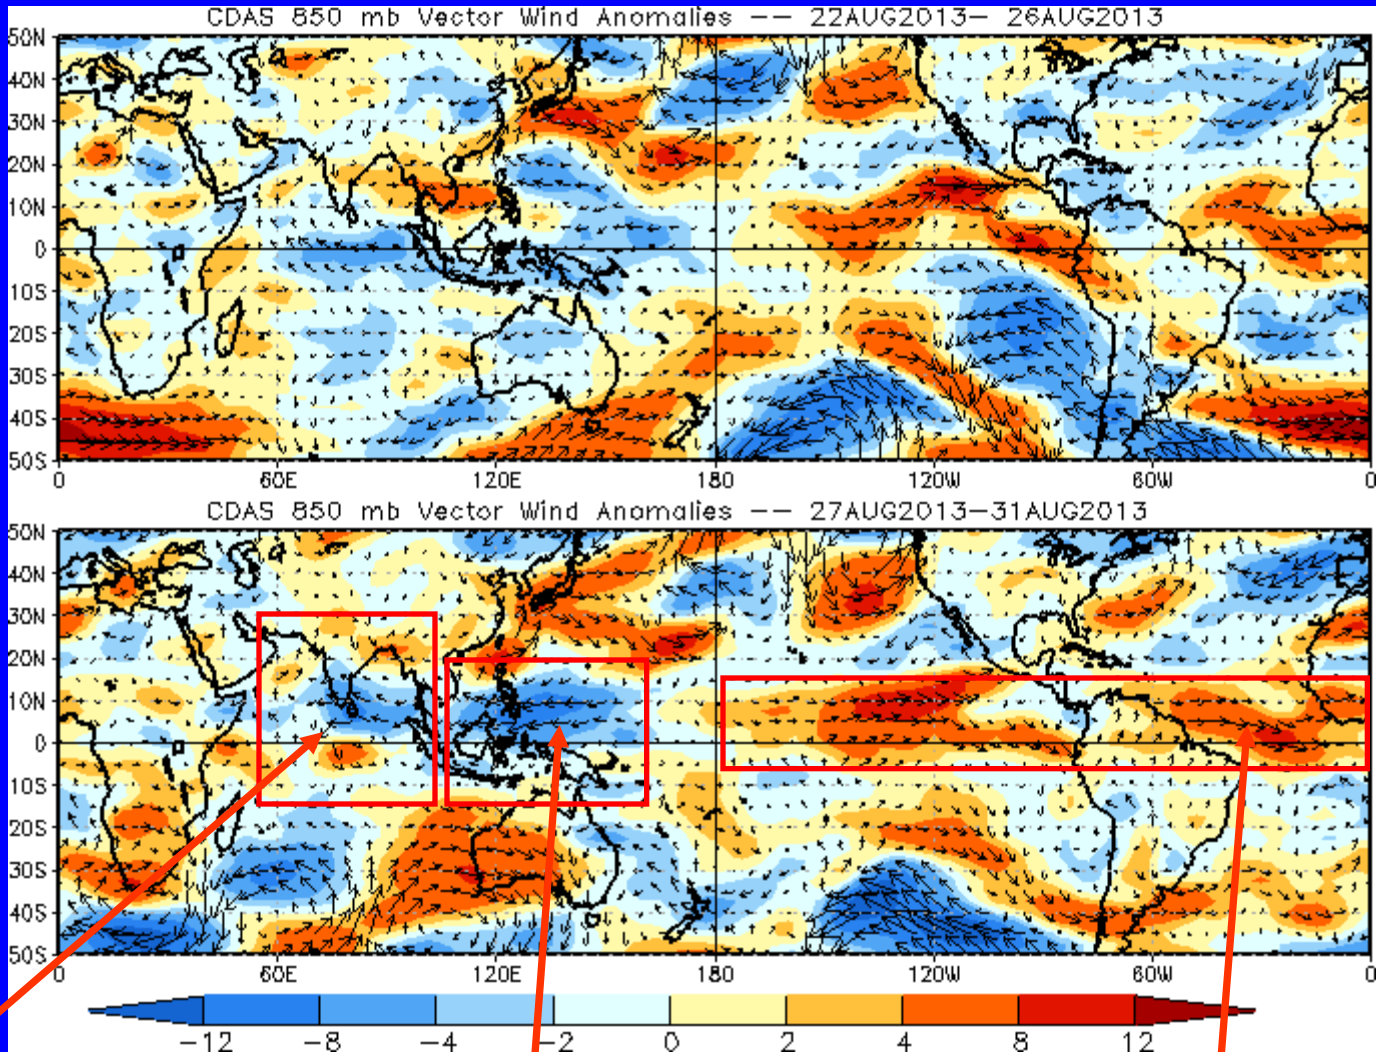 CDAS 850 mb Vector Wind Anomalies -- 22AUG2013- 26AUG2013
50N
40N
30N
20N
10N
0
10S
20S
30S
40S
50S
0 60E 120E 180 120W 60W 0
CDAS 850 mb Vector Wind Anomalies -- 27AUG2013-31AUG2013
50N
40N
30N
20N
10N
0
10S
20S
30S
40S
50S
0 60E 120E 180 120W 60W 0
-12 -8 -4 -2 0 2 4 8 12